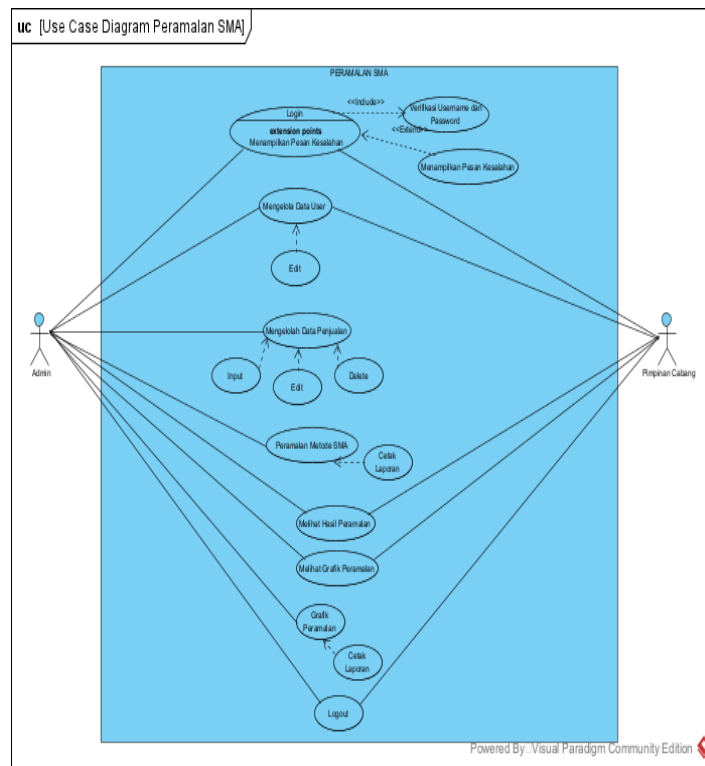 uc [Use Case Diagram Peramalan SMA]
PERAMALAN SMA
Login
<<Include>>
Verifikasi Username dan
Password
extension points
Menampilkan Pesan Kesalahan
<<Extend>>
Menampilkan Pesan Kesalahan
Mengelola Data User
Edit
Mengelolah Data Penjualan
Admin
Pimpinan Cabang
Input
Edit
Delete
Peramalan Metode SMA
Cetak
Laporan
Melihat Hasil Peramalan
Melihat Grafik Peramalan
Grafik
Peramalan
Cetak
Laporan
Logout
Powered By Visual Paradigm Community Edition